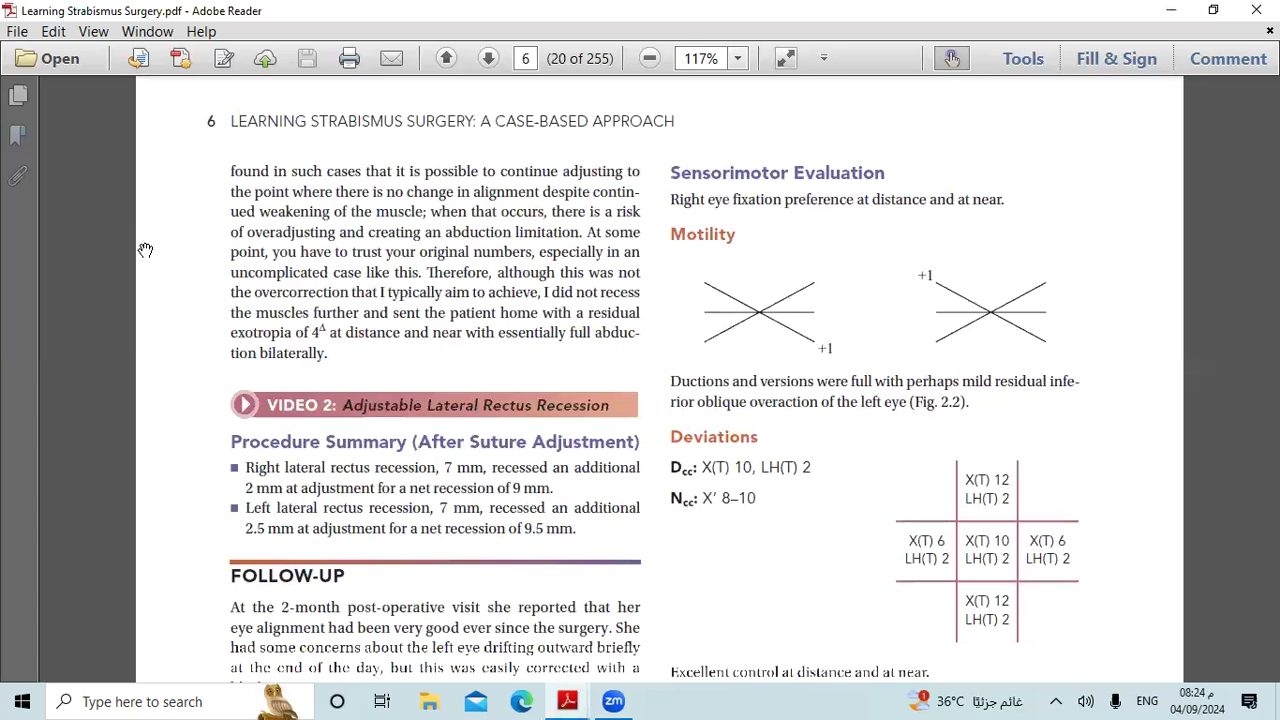 Learning Strabismus Surgery.pdf - Adobe Reader
File Edit View Window Help
Open 6 (20 of 255) 117% Tools Fill & Sign Comment
6 LEARNING STRABISMUS SURGERY: A CASE-BASED APPROACH
found in such cases that it is possible to continue adjusting to
the point where there is no change in alignment despite contin-
ued weakening of the muscle; when that occurs, there is a risk
of overadjusting and creating an abduction limitation. At some
point, you have to trust your original numbers, especially in an
uncomplicated case like this. Therefore, although this was not
the overcorrection that I typically aim to achieve, I did not recess
the muscles further and sent the patient home with a residual
exotropia of 4Δ at distance and near with essentially full abduc-
tion bilaterally.
VIDEO 2: Adjustable Lateral Rectus Recession
Procedure Summary (After Suture Adjustment)
■ Right lateral rectus recession, 7 mm, recessed an additional
2 mm at adjustment for a net recession of 9 mm.
■ Left lateral rectus recession, 7 mm, recessed an additional
2.5 mm at adjustment for a net recession of 9.5 mm.
FOLLOW-UP
At the 2-month post-operative visit she reported that her
eye alignment had been very good ever since the surgery. She
had some concerns about the left eye drifting outward briefly
at the end of the day, but this was easily corrected with a
Sensorimotor Evaluation
Right eye fixation preference at distance and at near.
Motility
+1
+1
Ductions and versions were full with perhaps mild residual infe-
rior oblique overaction of the left eye (Fig. 2.2).
Deviations
Dcc: X(T) 10, LH(T) 2
Ncc: X′ 8–10
X(T) 12
LH(T) 2
X(T) 6 X(T) 10 X(T) 6
LH(T) 2 LH(T) 2 LH(T) 2
X(T) 12
LH(T) 2
Excellent control at distance and at near.
Type here to search
zm
1
36°C غائم جزئيًا
ENG
08:24 م
04/09/2024